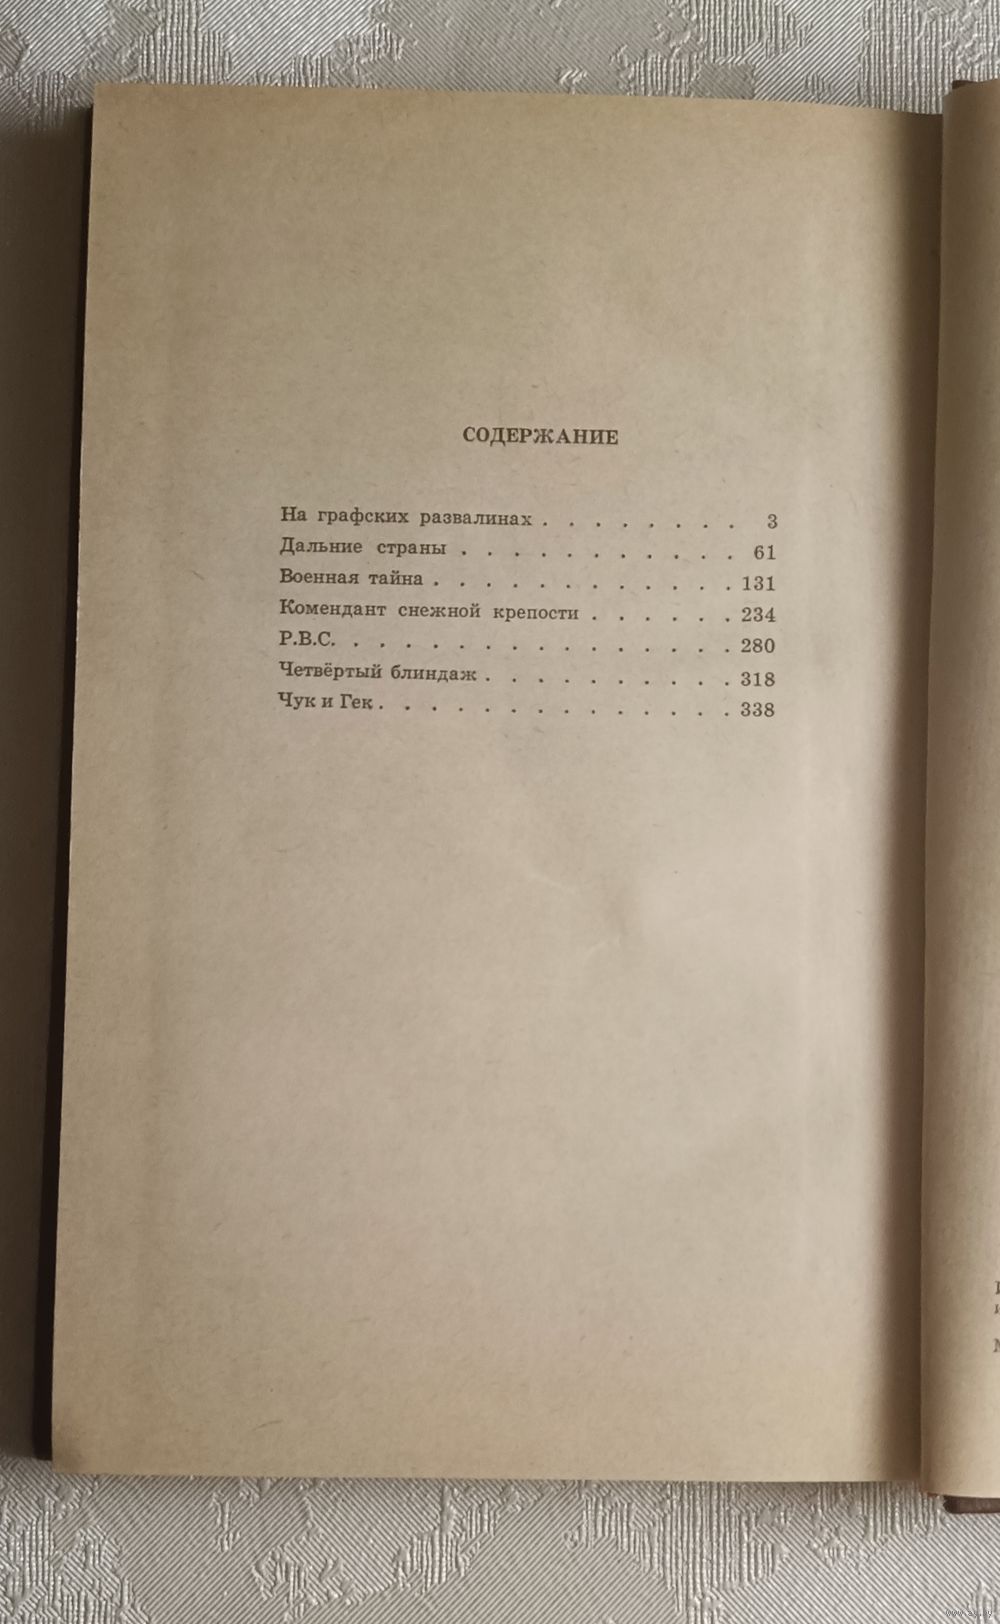 СОДЕРЖАНИЕ
На графских развалинах . . . . . . . . 3
Дальние страны . . . . . . . . . . . 61
Военная тайна . . . . . . . . . . . . 131
Комендант снежной крепости . . . . . . 234
Р.В.С. . . . . . . . . . . . . . . . 280
Четвёртый блиндаж . . . . . . . . . . 318
Чук и Гек . . . . . . . . . . . . . . 338